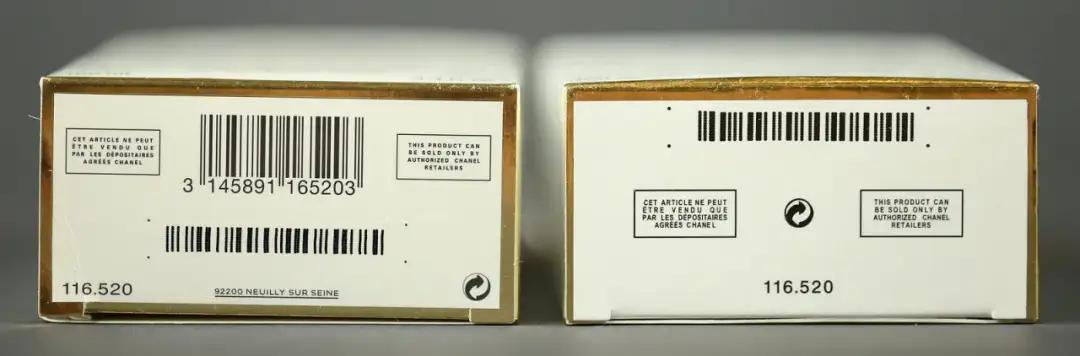 CET ARTICLE NE PEUT
ÊTRE VENDU QUE
PAR LES DÉPOSITAIRES
AGRÉES CHANEL
3 145891 165203
THIS PRODUCT CAN
BE SOLD ONLY BY
AUTHORIZED CHANEL
RETAILERS
116.520
92200 NEUILLY SUR SEINE
CET ARTICLE NE PEUT
ÊTRE VENDU QUE
PAR LES DÉPOSITAIRES
AGRÉES CHANEL
THIS PRODUCT CAN
BE SOLD ONLY BY
AUTHORIZED CHANEL
RETAILERS
116.520